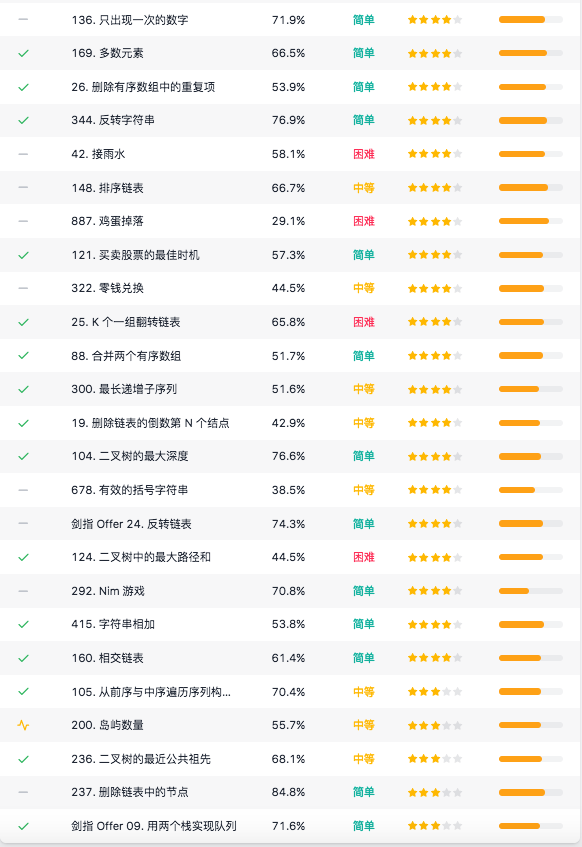 136. 只出现一次的数字 71.9% 简单
169. 多数元素 66.5% 简单
26. 删除有序数组中的重复项 53.9% 简单
344. 反转字符串 76.9% 简单
42. 接雨水 58.1% 困难
148. 排序链表 66.7% 中等
887. 鸡蛋掉落 29.1% 困难
121. 买卖股票的最佳时机 57.3% 简单
322. 零钱兑换 44.5% 中等
25. K 个一组翻转链表 65.8% 困难
88. 合并两个有序数组 51.7% 简单
300. 最长递增子序列 51.6% 中等
19. 删除链表的倒数第 N 个结点 42.9% 中等
104. 二叉树的最大深度 76.6% 简单
678. 有效的括号字符串 38.5% 中等
剑指 Offer 24. 反转链表 74.3% 简单
124. 二叉树中的最大路径和 44.5% 困难
292. Nim 游戏 70.8% 简单
415. 字符串相加 53.8% 简单
160. 相交链表 61.4% 简单
105. 从前序与中序遍历序列构... 70.4% 中等
200. 岛屿数量 55.7% 中等
236. 二叉树的最近公共祖先 68.1% 中等
237. 删除链表中的节点 84.8% 简单
剑指 Offer 09. 用两个栈实现队列 71.6% 简单